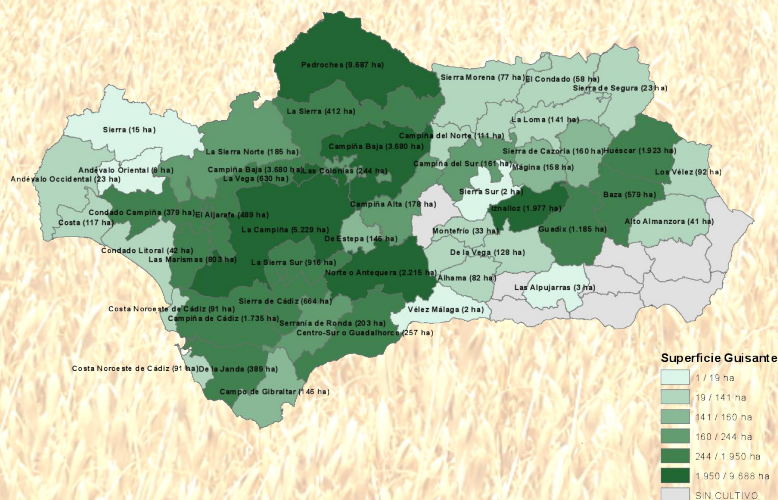 Pedroches (9.687 ha)
Sierra Morena (77 ha)
El Condado (58 ha)
Sierra de Segura (23 ha)
La Sierra (412 ha)
La Loma (141 ha)
Sierra (15 ha)
Campiña del Norte (111 ha)
Campiña Baja (3.680 ha)
La Sierra Norte (185 ha)
Sierra de Cazorla (160 ha)
Huéscar (1.923 ha)
Campiña del Sur (161 ha)
Mágina (158 ha)
Andévalo Oriental (8 ha)
Campiña Baja (3.680 ha)
Las Colonias (244 ha)
Los Vélez (92 ha)
Andévalo Occidental (23 ha)
La Vega (630 ha)
Sierra Sur (2 ha)
Baza (579 ha)
Campiña Alta (178 ha)
Iznalloz (1.977 ha)
Condado Campiña (379 ha)
El Aljarafe (489 ha)
Costa (117 ha)
Alto Almanzora (41 ha)
La Campiña (5.229 ha)
Montefrío (33 ha)
Guadix (1.185 ha)
De Estepa (146 ha)
Condado Litoral (42 ha)
De la Vega (128 ha)
Las Marismas (803 ha)
La Sierra Sur (916 ha)
Norte o Antequera (2.215 ha)
Alhama (82 ha)
Las Alpujarras (3 ha)
Sierra de Cádiz (664 ha)
Costa Noroeste de Cádiz (91 ha)
Vélez Málaga (2 ha)
Campiña de Cádiz (1.735 ha)
Serranía de Ronda (203 ha)
Centro-Sur o Guadalhorce (257 ha)
Costa Noroeste de Cádiz (91 ha)
De la Janda (389 ha)
Campo de Gibraltar (146 ha)
Superficie Guisante
1 / 19 ha
19 / 141 ha
141 / 160 ha
160 / 244 ha
244 / 1.950 ha
1.950 / 9.688 ha
SIN CULTIVO